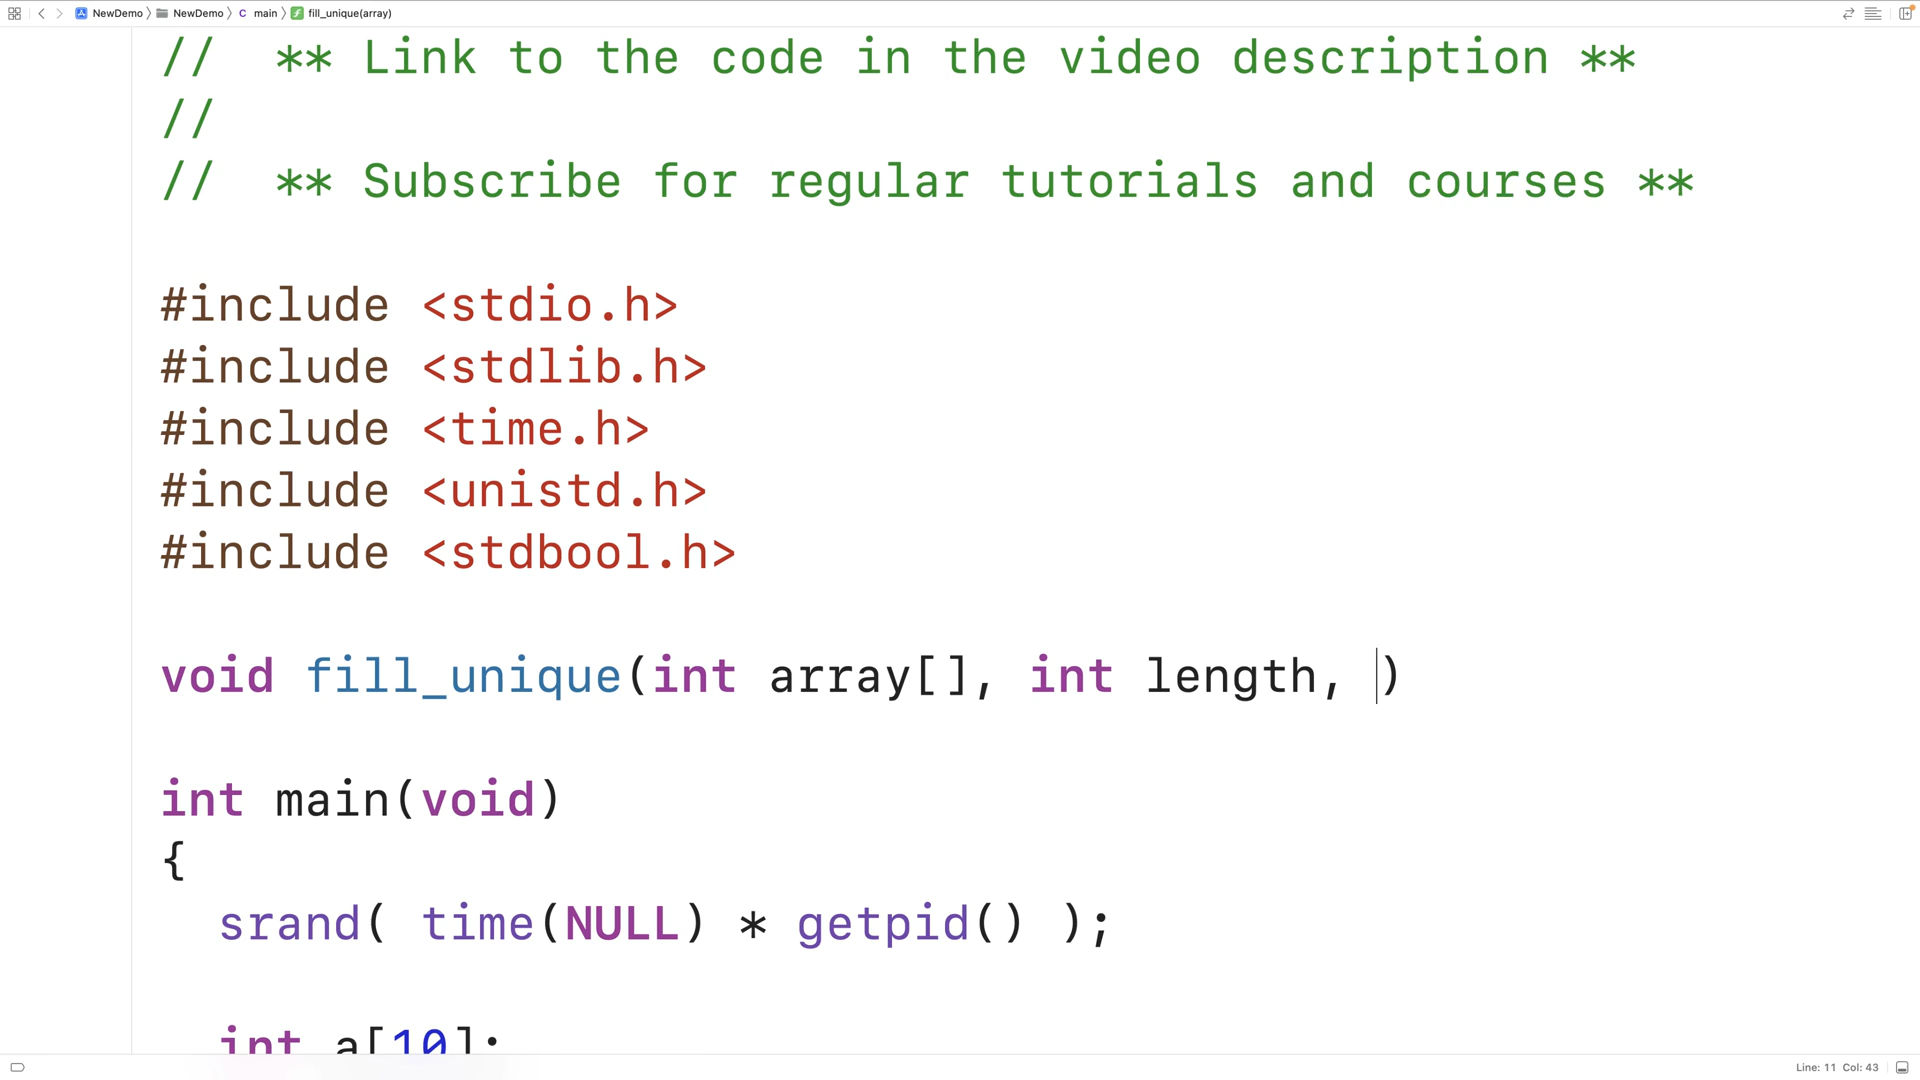 NewDemo NewDemo C main f fill_unique(array)
//  ** Link to the code in the video description **
//
//  ** Subscribe for regular tutorials and courses **
#include <stdio.h>
#include <stdlib.h>
#include <time.h>
#include <unistd.h>
#include <stdbool.h>
void fill_unique(int array[], int length, )
int main(void)
{
  srand( time(NULL) * getpid() );
  int a[10];
Line: 11 Col: 43